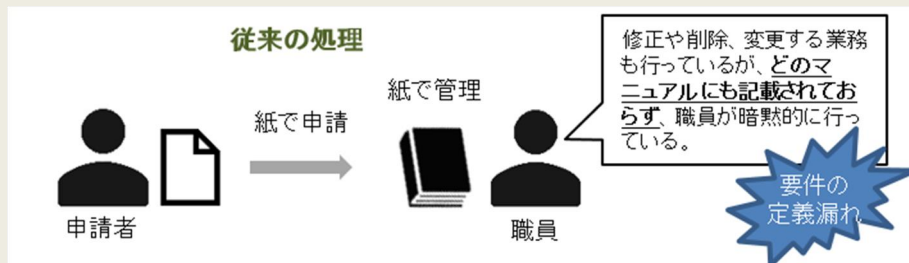 従来の処理
修正や削除、変更する業務
も行っているが、どのマ
ニュアルにも記載されてお
らず、職員が暗黙的に行っ
ている。
紙で管理
紙で申請
要件の
定義漏れ
申請者
職員